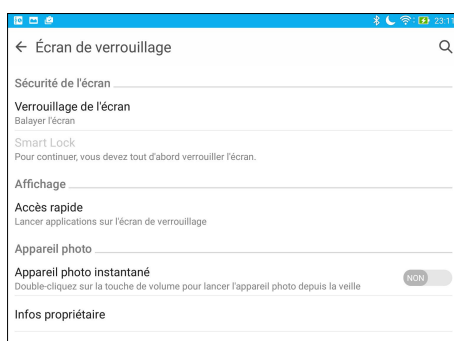 23:11
Écran de verrouillage
Sécurité de l'écran
Verrouillage de l'écran
Balayer l'écran
Smart Lock
Pour continuer, vous devez tout d'abord verrouiller l'écran.
Affichage
Accès rapide
Lancer applications sur l'écran de verrouillage
Appareil photo
Appareil photo instantané
Double-cliquez sur la touche de volume pour lancer l'appareil photo depuis la veille
NON
Infos propriétaire